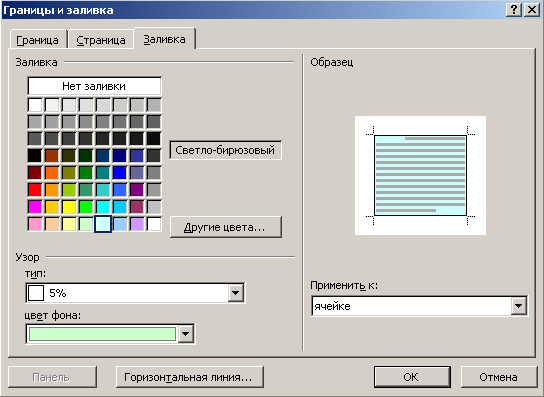 Границы и заливка
Граница
Страница
Заливка
Заливка
Образец
Нет заливки
Светло-бирюзовый
Другие цвета...
Узор
тип:
5%
Применить к:
ячейке
цвет фона:
Панель
Горизонтальная линия...
ОК
Отмена